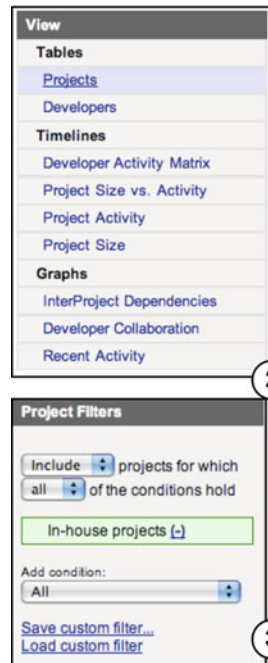 View
Tables
Projects
Developers
Timelines
Developer Activity Matrix
Project Size vs. Activity
Project Activity
Project Size
Graphs
InterProject Dependencies
Developer Collaboration
Recent Activity
Project Filters
Include projects for which
all of the conditions hold
In-house projects (-)
Add condition:
All
Save custom filter...
Load custom filter